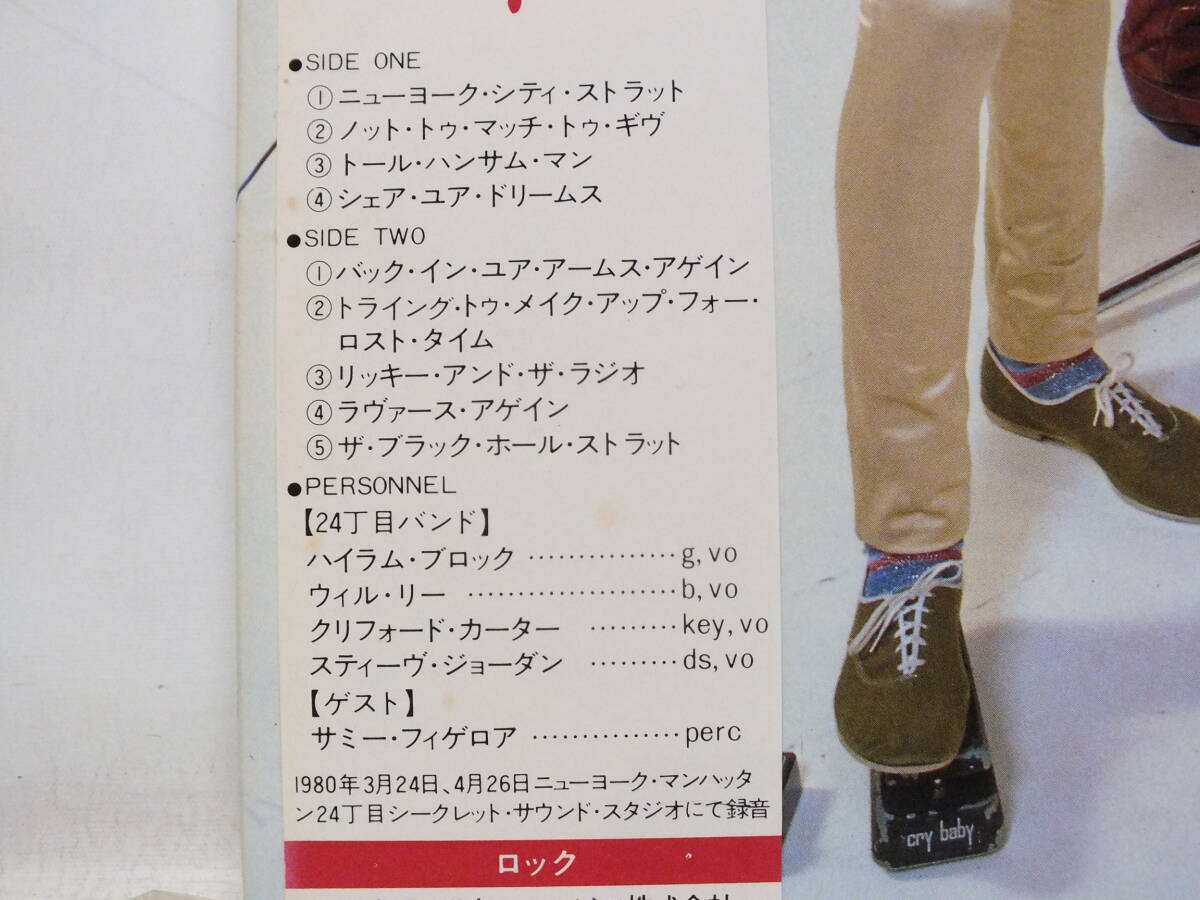 ●SIDE ONE
①ニューヨーク・シティ・ストラット
②ノット・トゥ・マッチ・トゥ・ギヴ
③トール・ハンサム・マン
④シェア・ユア・ドリームス
●SIDE TWO
①バック・イン・ユア・アームス・アゲイン
②トライング・トゥ・メイク・アップ・フォー・
ロスト・タイム
③リッキー・アンド・ザ・ラジオ
④ラヴァース・アゲイン
⑤ザ・ブラック・ホール・ストラット
●PERSONNEL
【24丁目バンド】
ハイラム・ブロック ……………g, vo
ウィル・リー …………………b, vo
クリフォード・カーター ………key, vo
スティーヴ・ジョーダン ………ds, vo
【ゲスト】
サミー・フィゲロア ……………perc
1980年3月24日、4月26日ニューヨーク・マンハッタ
ン24丁目シークレット・サウンド・スタジオにて録音
ロック
株式会社
cry baby